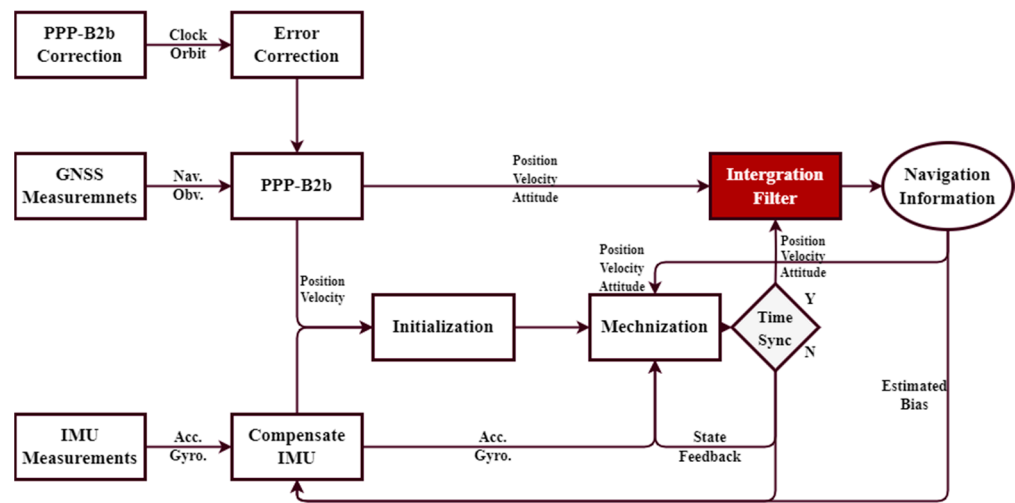 PPP-B2b
Correction
Clock
Orbit
Error
Correction
GNSS
Measuremnets
Nav.
Obv.
PPP-B2b
Position
Velocity
Attitude
Intergration
Filter
Navigation
Information
Position
Velocity
Position
Velocity
Attitude
Position
Velocity
Attitude
Initialization
Mechnization
Time
Sync
Y
N
Estimated
Bias
IMU
Measurements
Acc.
Gyro.
Compensate
IMU
Acc.
Gyro.
State
Feedback